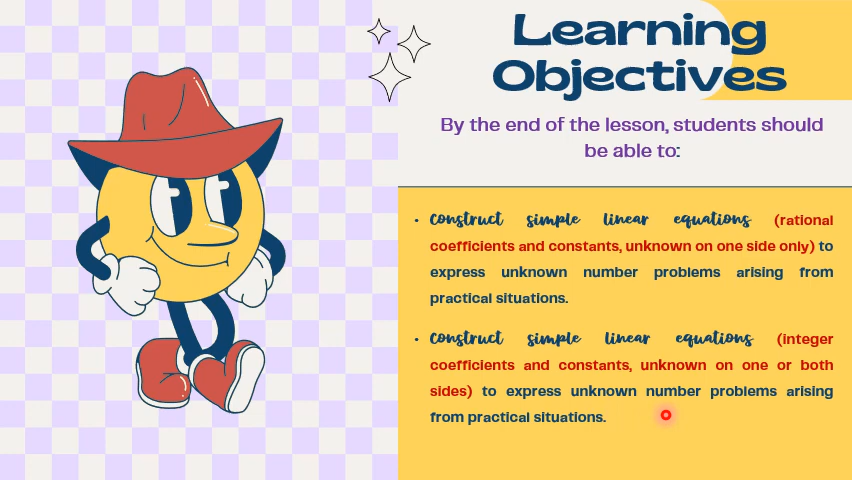 Learning
Objectives
By the end of the lesson, students should
be able to:
• Construct simple linear equations (rational
coefficients and constants, unknown on one side only) to
express unknown number problems arising from
practical situations.
• Construct simple linear equations (integer
coefficients and constants, unknown on one or both
sides) to express unknown number problems arising
from practical situations.